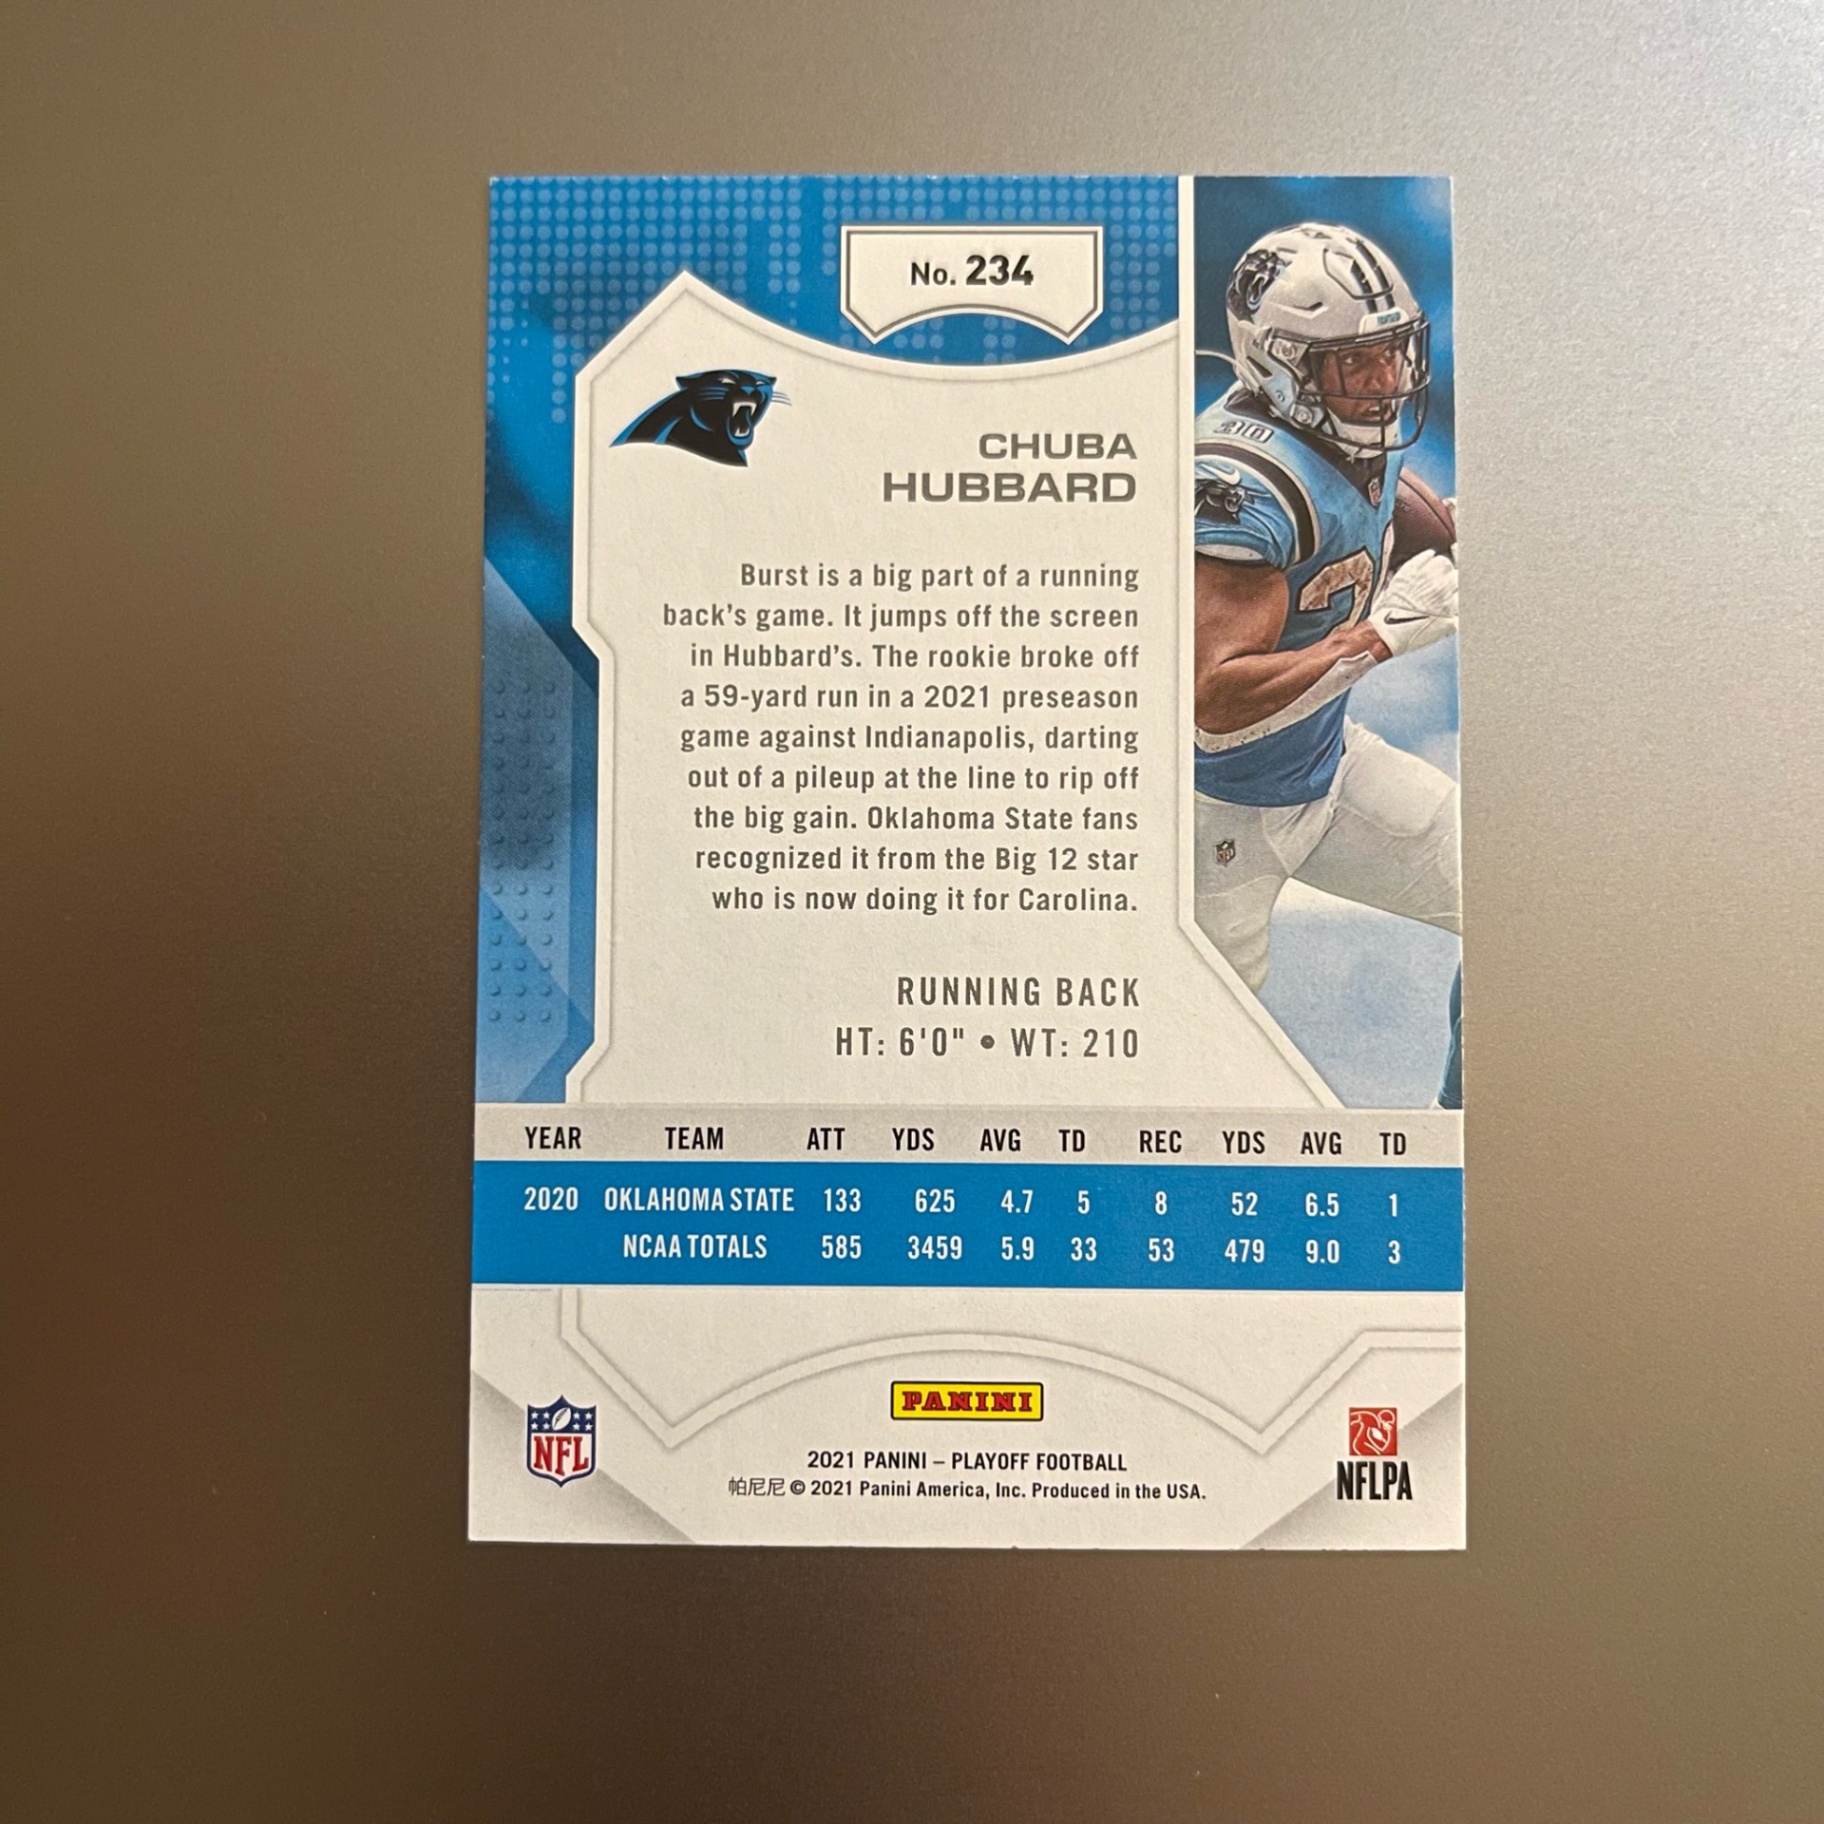 No. 234
CHUBA
HUBBARD
Burst is a big part of a running
back's game. It jumps off the screen
in Hubbard's. The rookie broke off
a 59-yard run in a 2021 preseason
game against Indianapolis, darting
out of a pileup at the line to rip off
the big gain. Oklahoma State fans
recognized it from the Big 12 star
who is now doing it for Carolina.
RUNNING BACK
HT: 6'0" • WT: 210
YEAR TEAM ATT YDS AVG TD REC YDS AVG TD
2020 OKLAHOMA STATE 133 625 4.7 5 8 52 6.5 1
NCAA TOTALS 585 3459 5.9 33 53 479 9.0 3
PANINI
NFL
2021 PANINI – PLAYOFF FOOTBALL
帕尼尼 © 2021 Panini America, Inc. Produced in the USA.
NFLPA
30
NFL